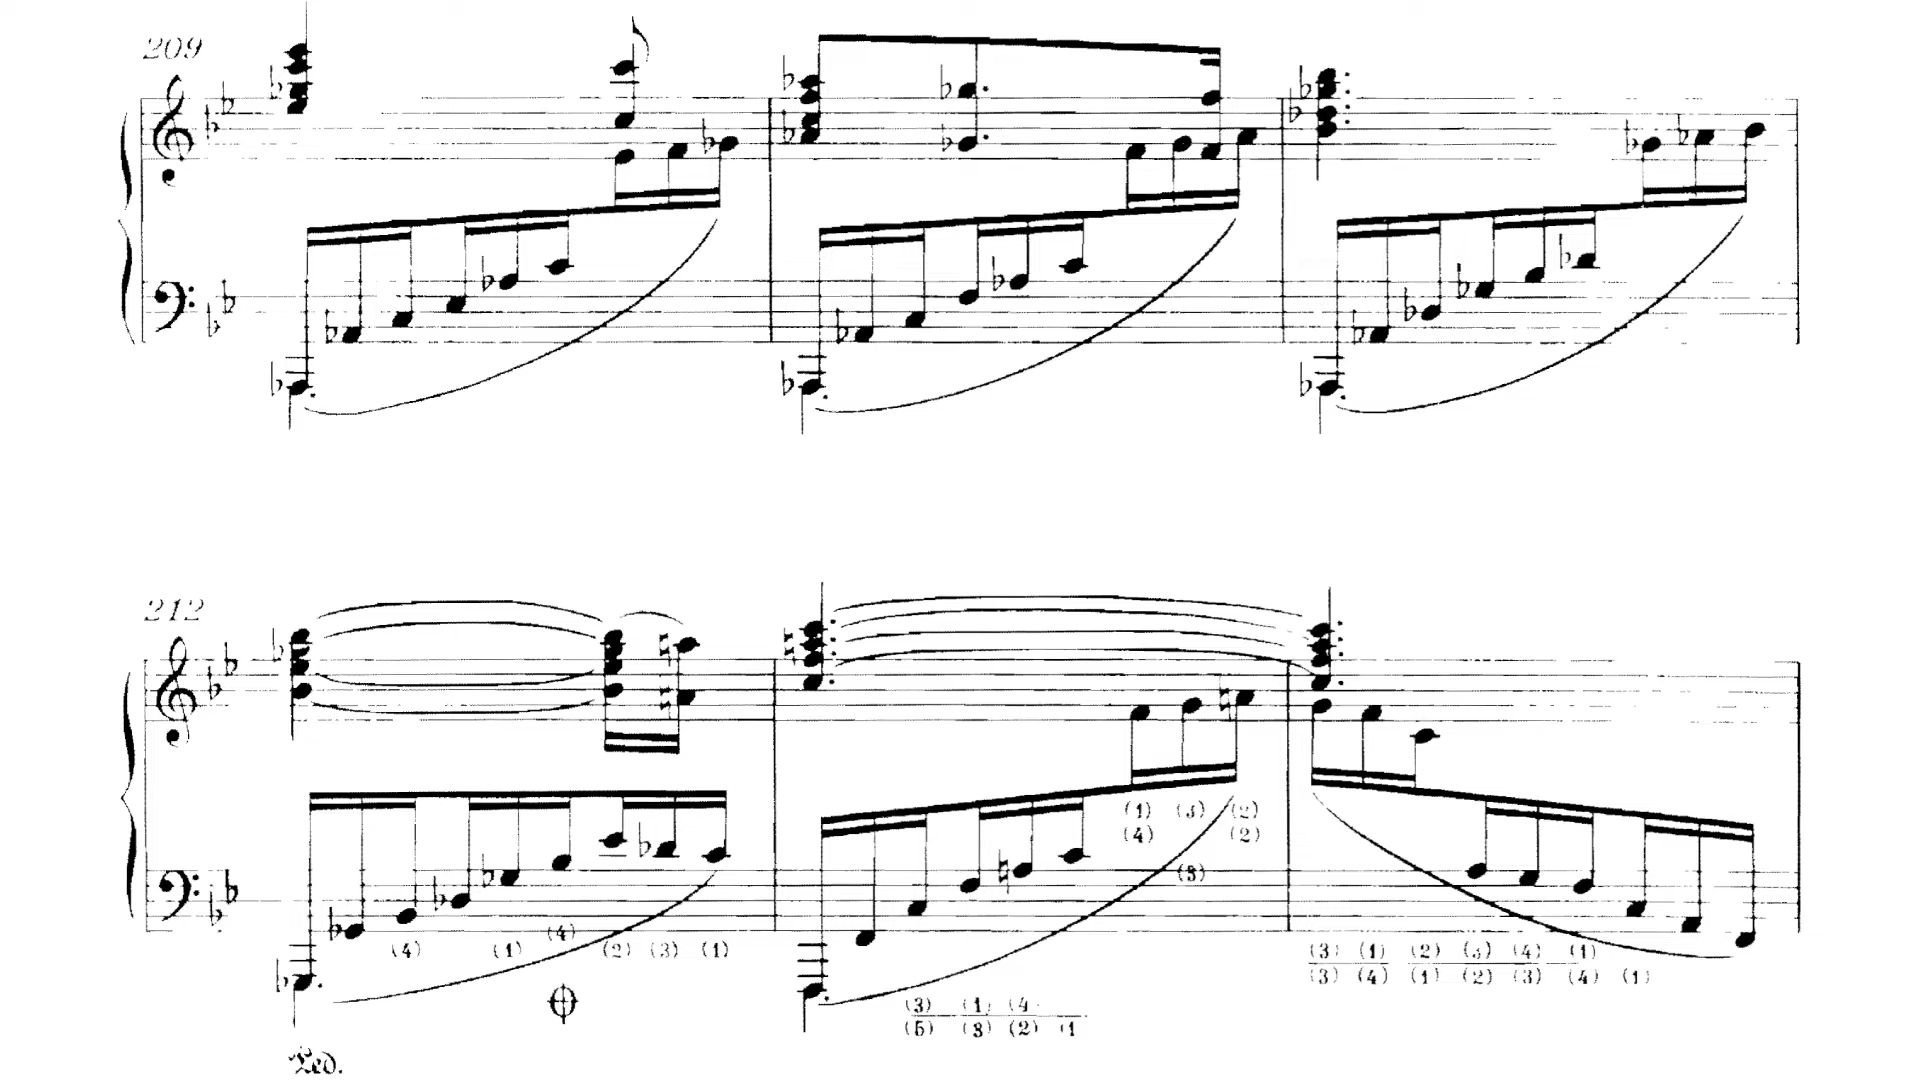 209
212
(1) (3) (2)
(4) (2)
(3)
(4) (1) (4) (2) (3) (1)
(3) (1) (2) (3) (4) (1)
(3) (4) (1) (2) (3) (4) (1)
(3) (1) (4
(5) (3) (2) (1
Ped.